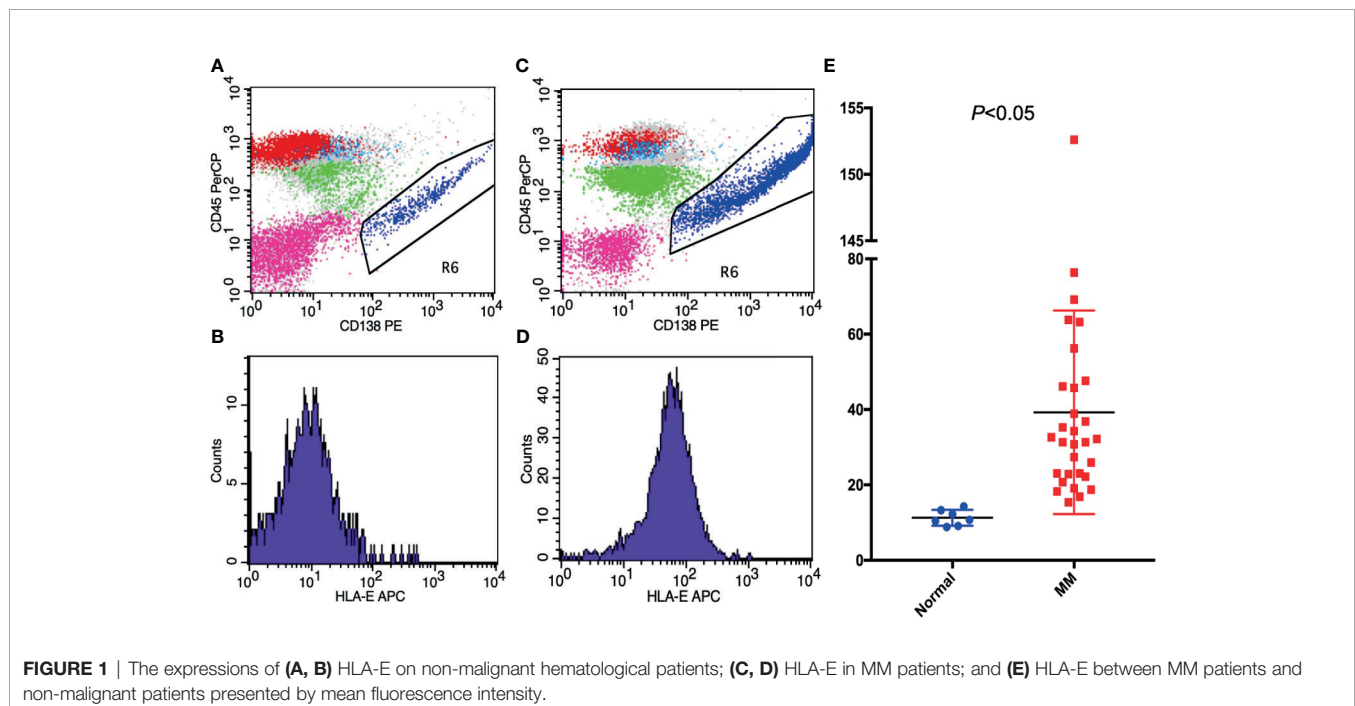 A
C
E
10^4
10^3
10^2
10^1
10^0
CD45 PerCP
R6
10^0 10^1 10^2 10^3 10^4
CD138 PE
10^4
10^3
10^2
10^1
10^0
CD45 PerCP
R6
10^0 10^1 10^2 10^3 10^4
CD138 PE
B
10
5
0
Counts
10^0 10^1 10^2 10^3 10^4
HLA-E APC
D
50
40
30
20
10
0
Counts
10^0 10^1 10^2 10^3 10^4
HLA-E APC
P<0.05
155
150
145
80
60
40
20
0
Normal
MM
FIGURE 1 | The expressions of (A, B) HLA-E on non-malignant hematological patients; (C, D) HLA-E in MM patients; and (E) HLA-E between MM patients and
non-malignant patients presented by mean fluorescence intensity.